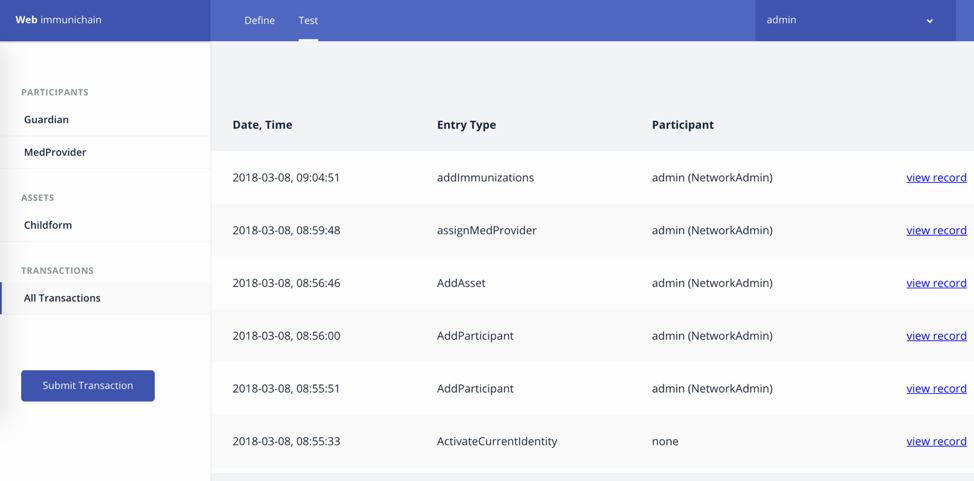 Web immunichain
Define Test admin
PARTICIPANTS
Guardian
MedProvider
ASSETS
Childform
TRANSACTIONS
All Transactions
Submit Transaction
Date, Time Entry Type Participant
2018-03-08, 09:04:51 addImmunizations admin (NetworkAdmin) view record
2018-03-08, 08:59:48 assignMedProvider admin (NetworkAdmin) view record
2018-03-08, 08:56:46 AddAsset admin (NetworkAdmin) view record
2018-03-08, 08:56:00 AddParticipant admin (NetworkAdmin) view record
2018-03-08, 08:55:51 AddParticipant admin (NetworkAdmin) view record
2018-03-08, 08:55:33 ActivateCurrentIdentity none view record